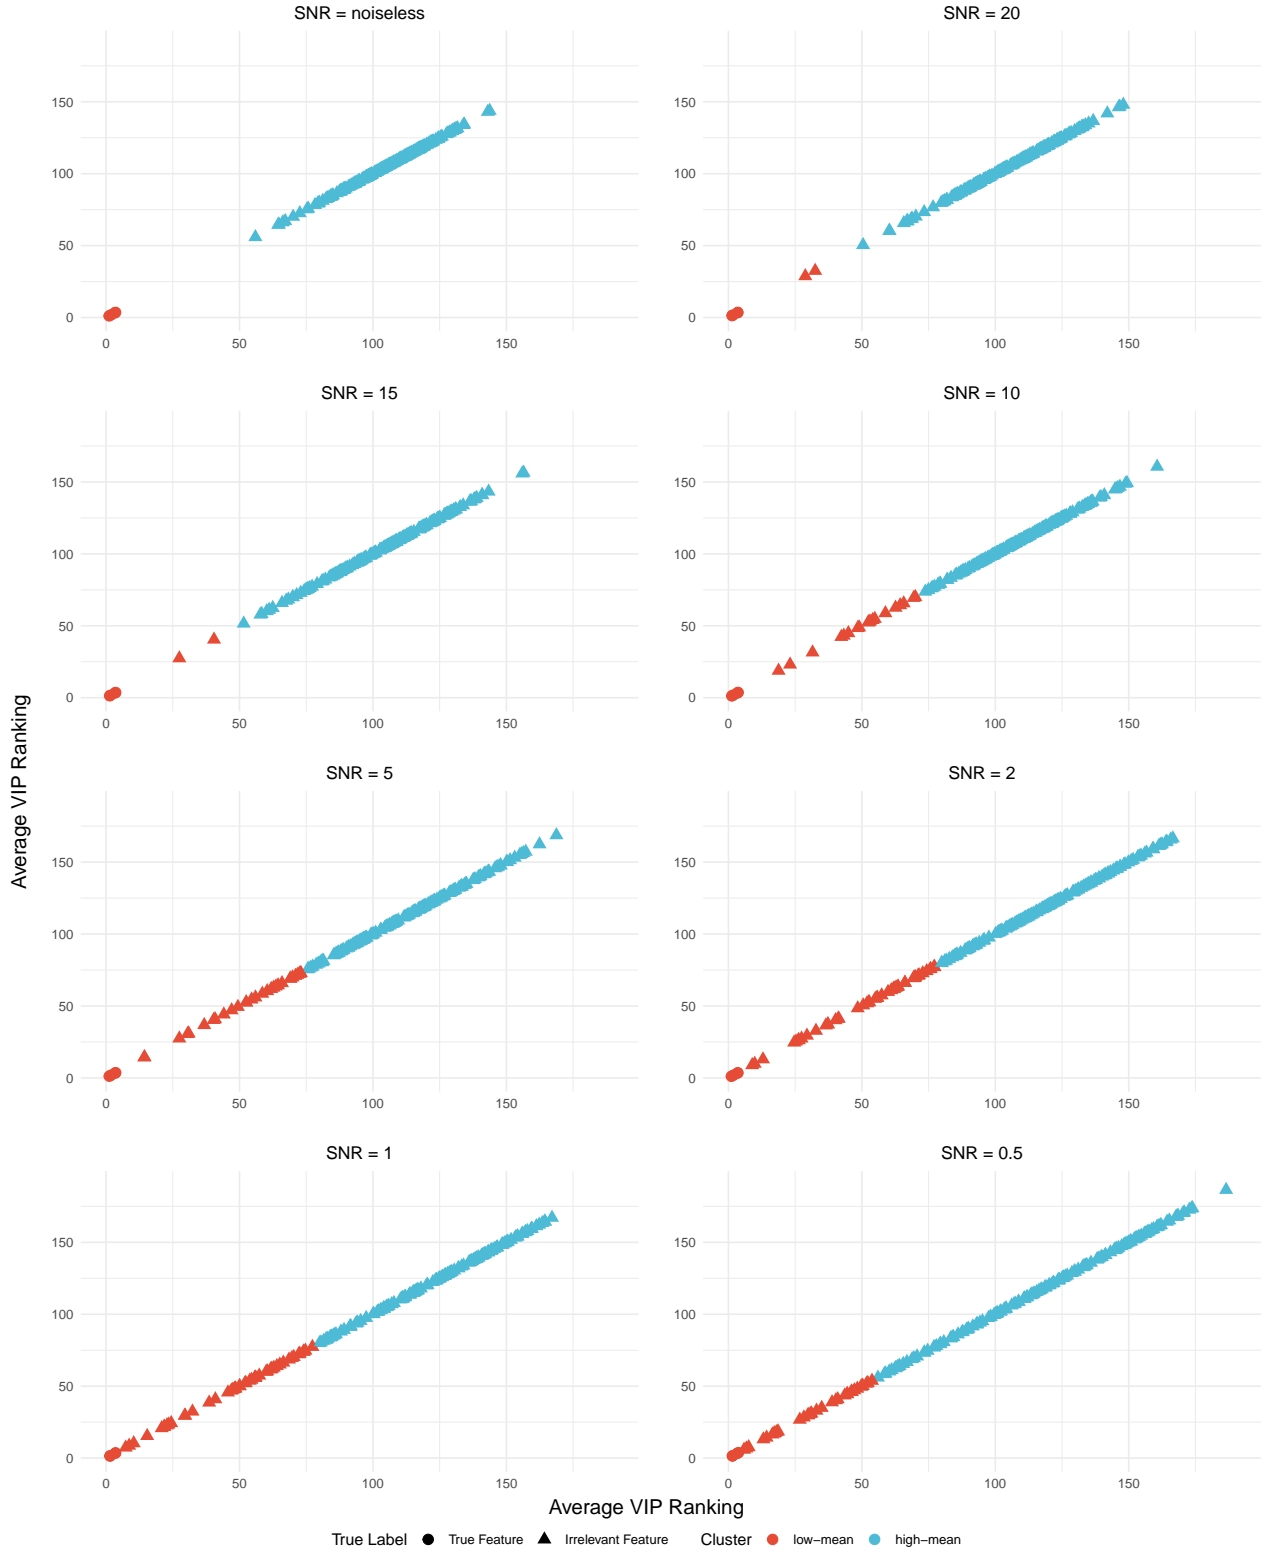 SNR = noiseless
SNR = 20
150
100
50
0
0 50 100 150
150
100
50
0
0 50 100 150
SNR = 15
SNR = 10
150
100
50
0
0 50 100 150
150
100
50
0
0 50 100 150
Average VIP Ranking
SNR = 5
SNR = 2
150
100
50
0
0 50 100 150
150
100
50
0
0 50 100 150
SNR = 1
SNR = 0.5
150
100
50
0
0 50 100 150
150
100
50
0
0 50 100 150
Average VIP Ranking
True Label True Feature Irrelevant Feature Cluster low−mean high−mean